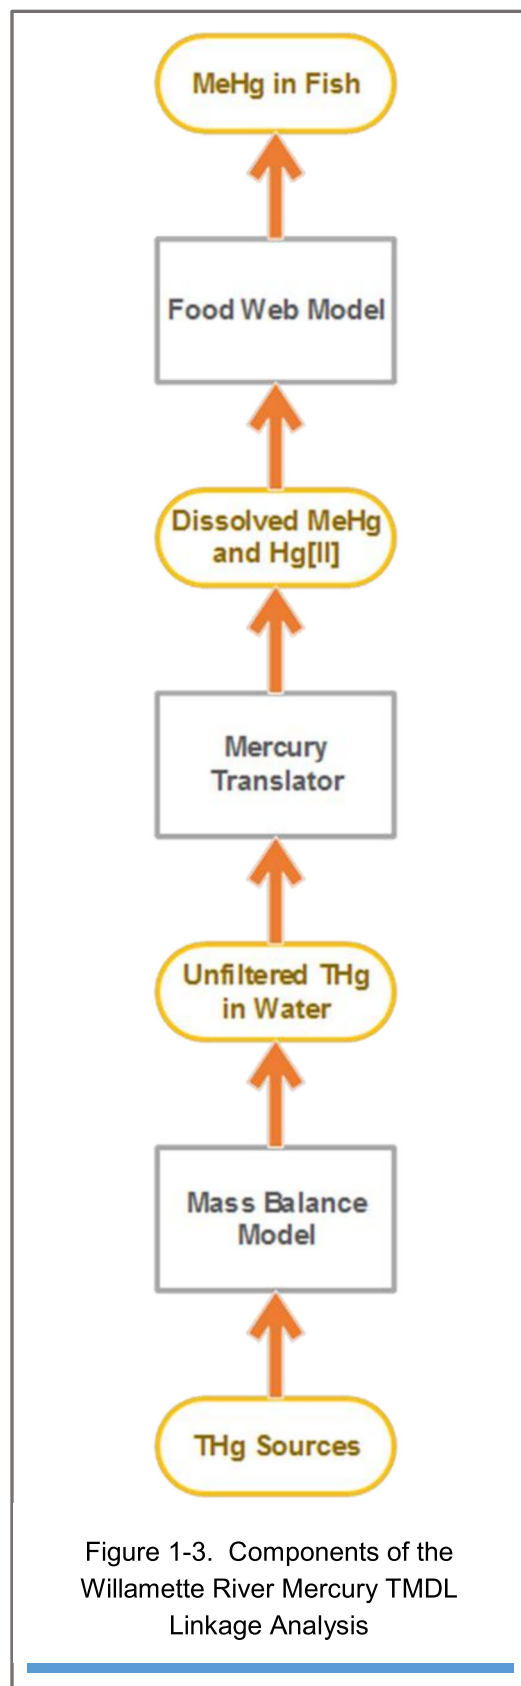 MeHg in Fish
Food Web Model
Dissolved MeHg
and Hg[II]
Mercury
Translator
Unfiltered THg
in Water
Mass Balance
Model
THg Sources
Figure 1-3.  Components of the
Willamette River Mercury TMDL
Linkage Analysis